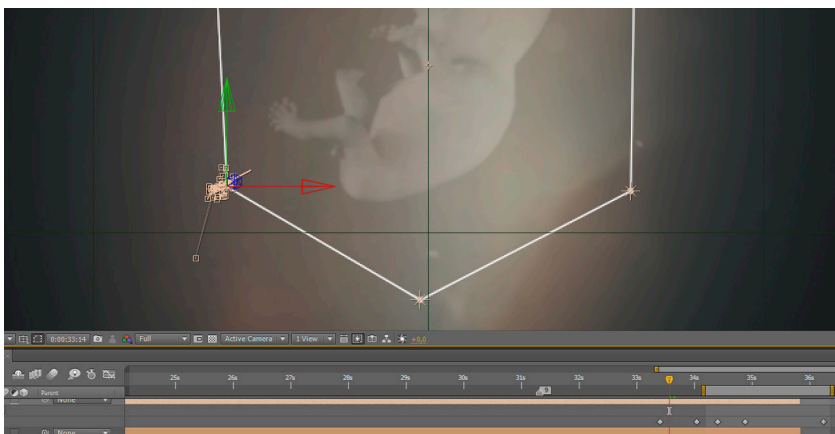 0:00:33:14 Full Active Camera 1 View +0,0
25s 26s 27s 28s 29s 30s 31s 32s 33s 34s 35s 36s
9
Parent
None
None